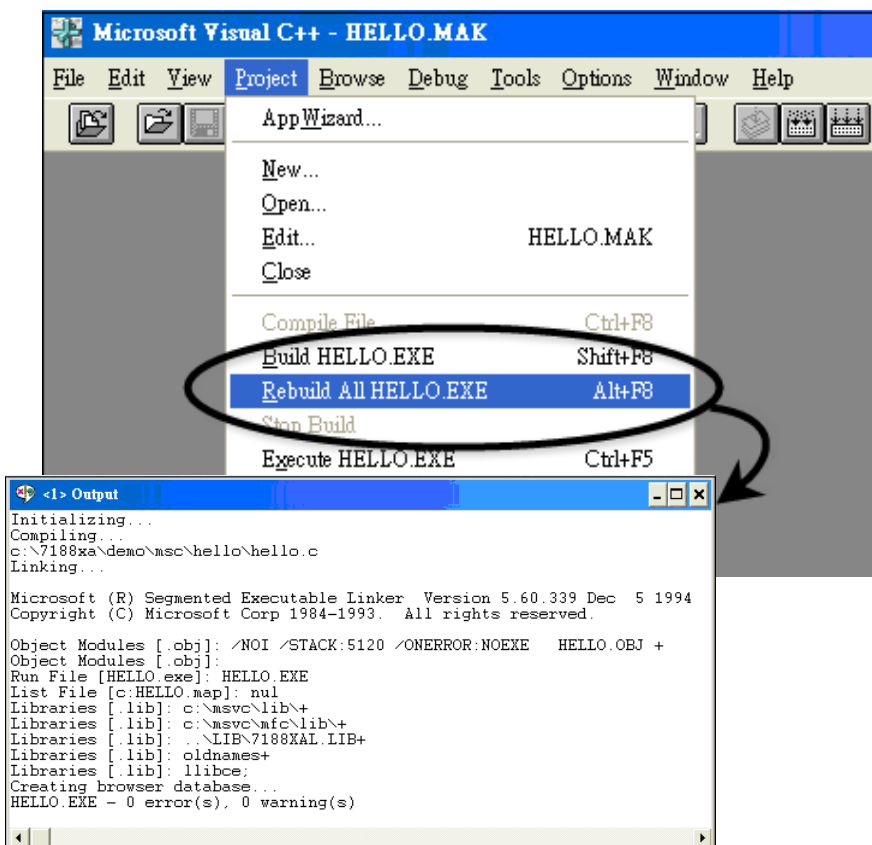 Microsoft Visual C++ - HELLO.MAK
File Edit View Project Browse Debug Tools Options Window Help
AppWizard...
New...
Open...
Edit... HELLO.MAK
Close
Compile File Ctrl+F8
Build HELLO.EXE Shift+F8
Rebuild All HELLO.EXE Alt+F8
Stop Build
Execute HELLO.EXE Ctrl+F5
<1> Output
Initializing...
Compiling...
c:\7188xa\demo\msc\hello\hello.c
Linking...
Microsoft (R) Segmented Executable Linker  Version 5.60.339 Dec  5 1994
Copyright (C) Microsoft Corp 1984-1993.  All rights reserved.
Object Modules [.obj]: /NOI /STACK:5120 /ONERROR:NOEXE  HELLO.OBJ +
Object Modules [.obj]:
Run File [HELLO.exe]: HELLO.EXE
List File [c:HELLO.map]: nul
Libraries [.lib]: c:\msvc\lib\+
Libraries [.lib]: c:\msvc\mfc\lib\+
Libraries [.lib]: ..\LIB\7188XAL.LIB+
Libraries [.lib]: oldnames+
Libraries [.lib]: llibce;
Creating browser database...
HELLO.EXE - 0 error(s), 0 warning(s)